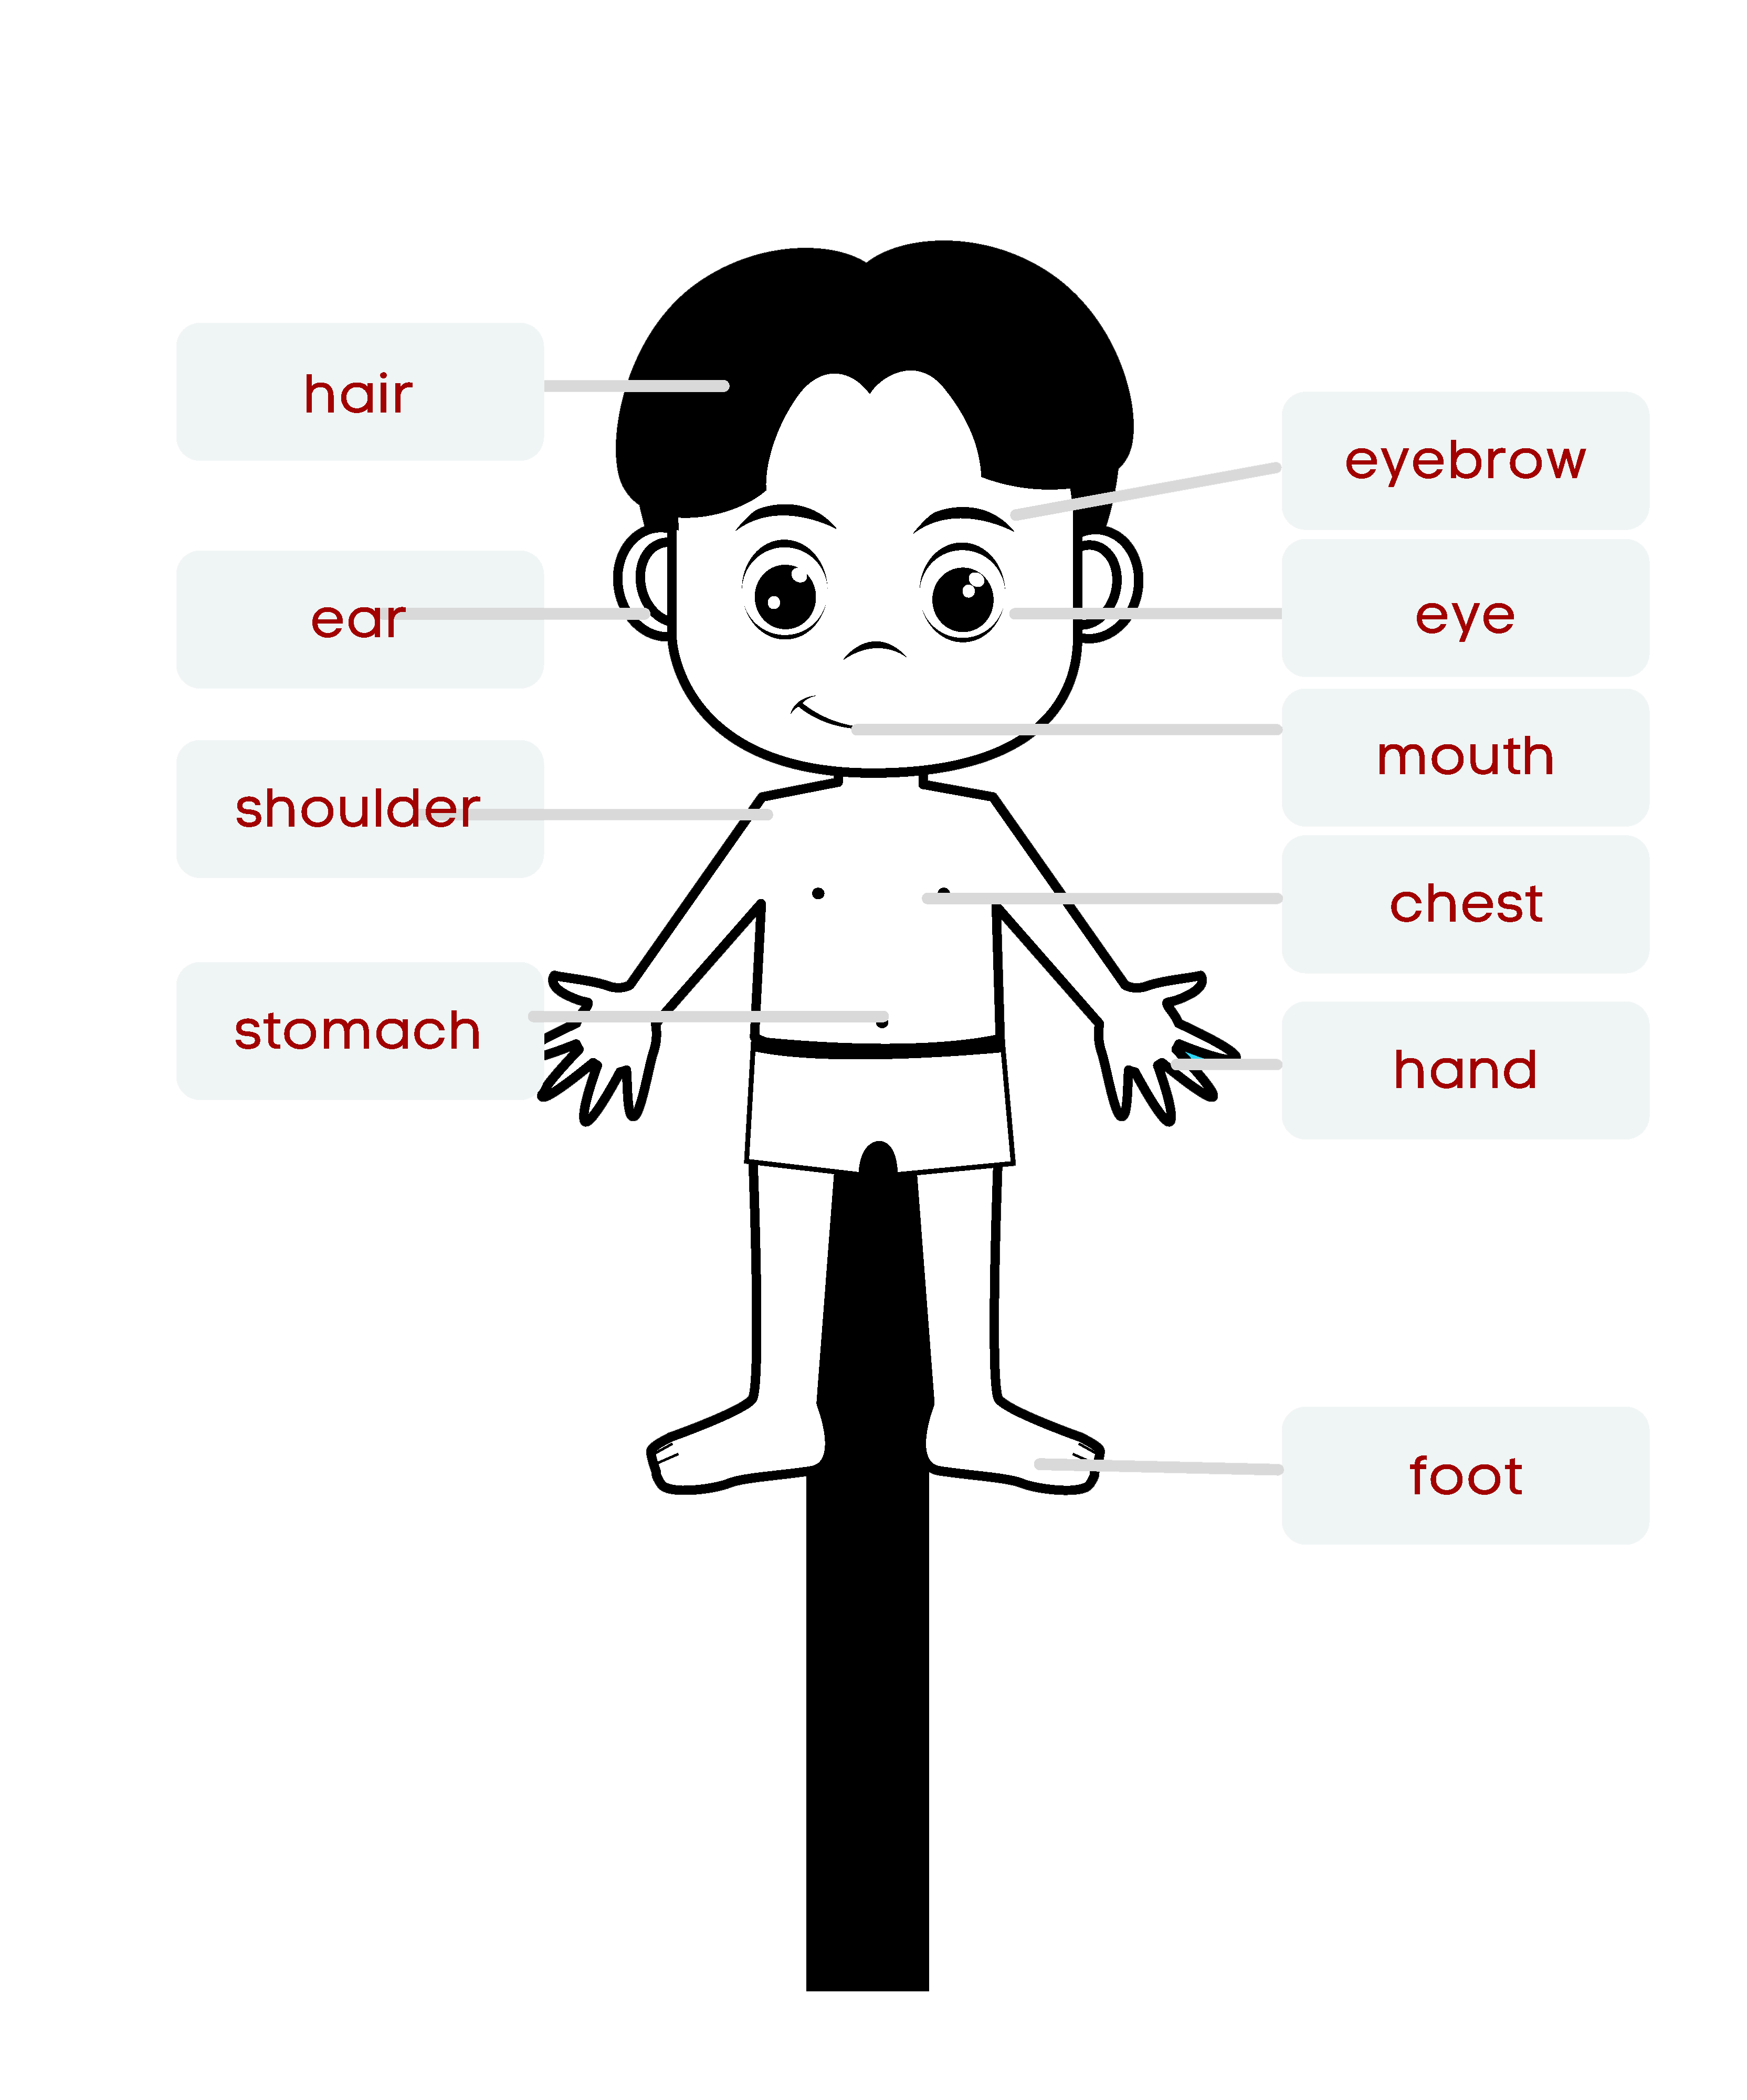 hair
eyebrow
ear
eye
mouth
shoulder
chest
stomach
hand
foot